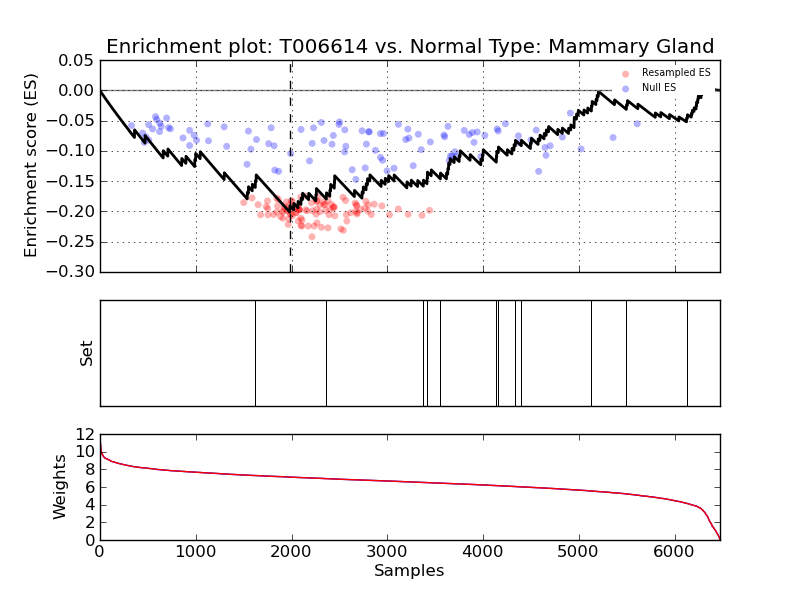 Enrichment plot: T006614 vs. Normal Type: Mammary Gland
Enrichment score (ES)
0.05
0.00
−0.05
−0.10
−0.15
−0.20
−0.25
−0.30
Resampled ES
Null ES
Set
Weights
12
10
8
6
4
2
0
0 1000 2000 3000 4000 5000 6000
Samples